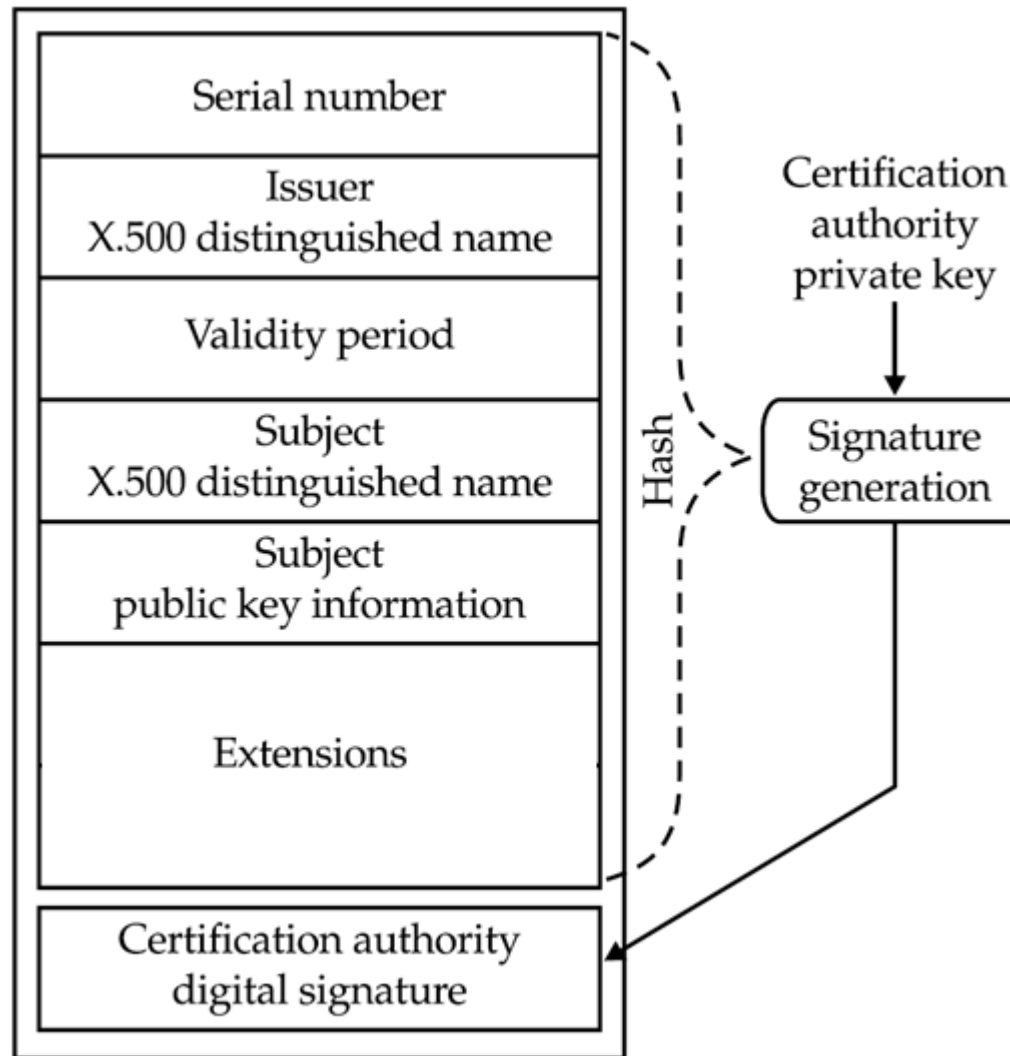 Serial number
Issuer
X.500 distinguished name
Validity period
Subject
X.500 distinguished name
Subject
public key information
Extensions
Certification authority
digital signature
Hash
Certification
authority
private key
Signature
generation